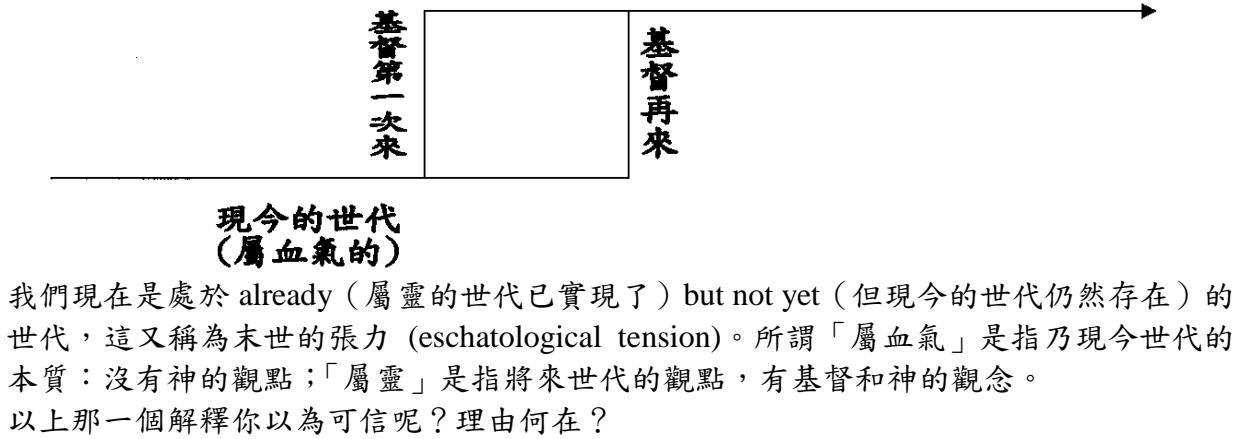 基督第一次來
基督再來
現今的世代
(屬血氣的)
我們現在是處於 already（屬靈的世代已實現了）but not yet（但現今的世代仍然存在）的
世代，這又稱為末世的張力 (eschatological tension)。所謂「屬血氣」是指乃現今世代的
本質：沒有神的觀點；「屬靈」是指將來世代的觀點，有基督和神的觀念。
以上那一個解釋你以為可信呢？理由何在？